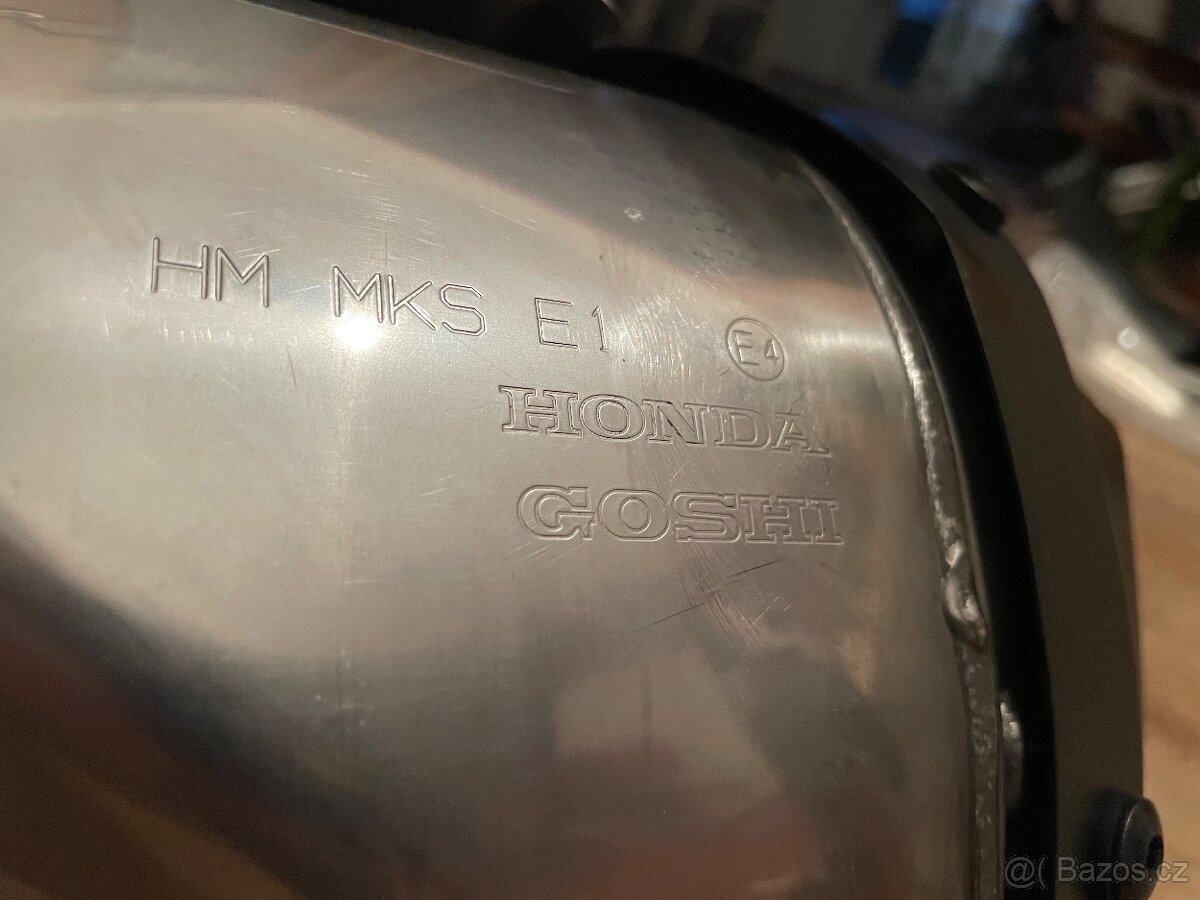 HM MKS E1 E4
HONDA
GOSHI
@( Bazos.cz